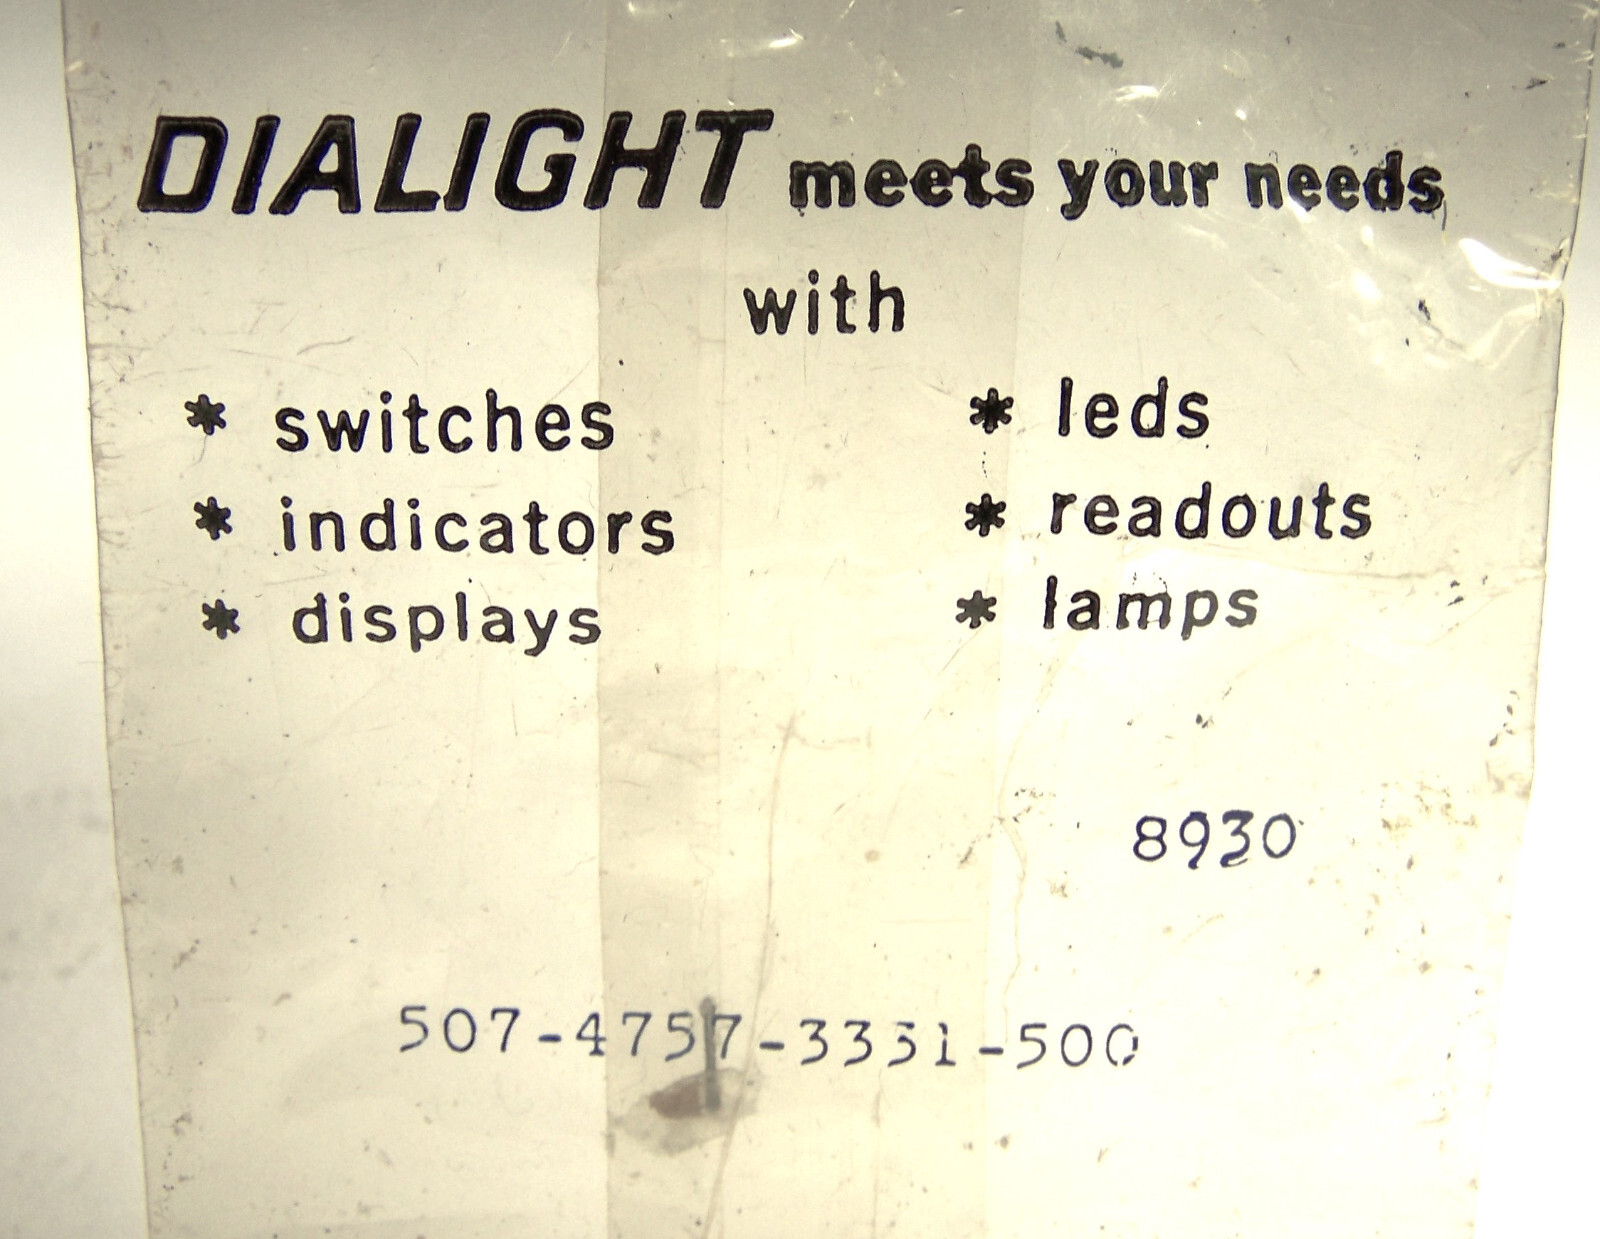 DIALIGHT meets your needs
with
* switches * leds
* indicators * readouts
* displays * lamps
8930
507-4757-3331-500